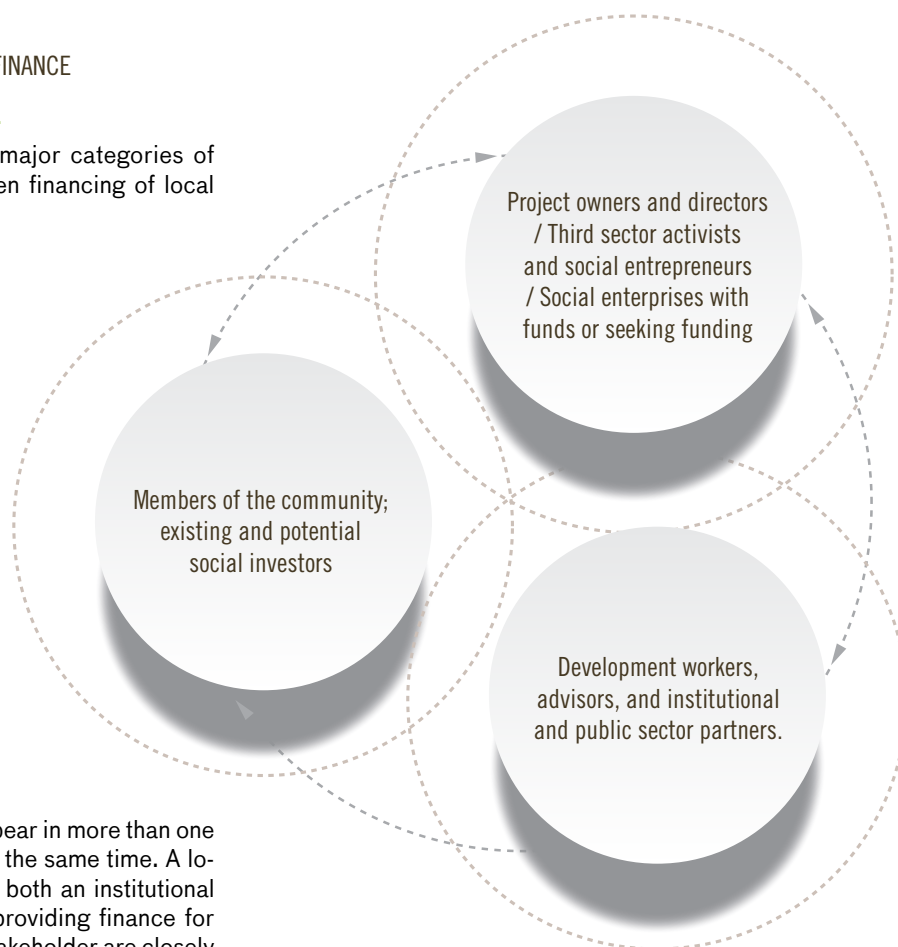 FINANCE
major categories of
en financing of local
Project owners and directors
/ Third sector activists
and social entrepreneurs
/ Social enterprises with
funds or seeking funding
Members of the community;
existing and potential
social investors
Development workers,
advisors, and institutional
and public sector partners.
pear in more than one
the same time. A lo-
both an institutional
providing finance for
akeholder are closely